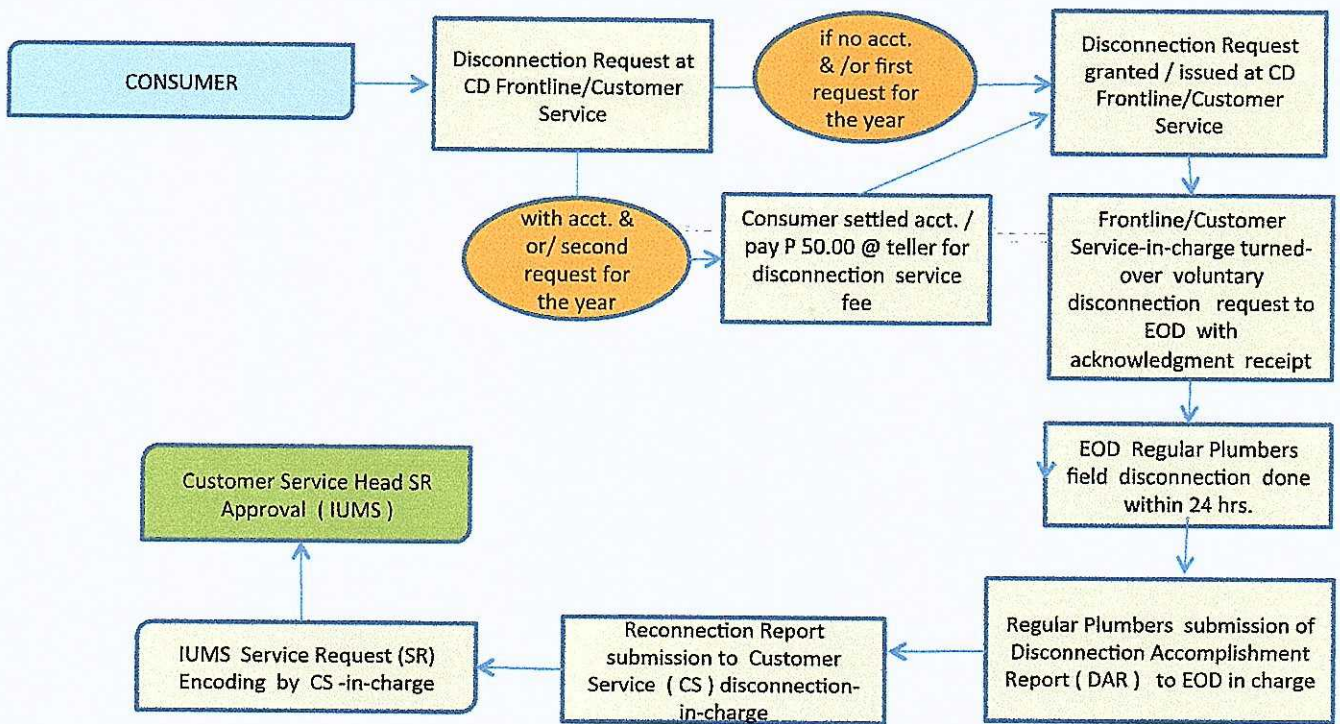 CONSUMER
Disconnection Request at
CD Frontline/Customer
Service
if no acct.
& /or first
request for
the year
Disconnection Request
granted / issued at CD
Frontline/Customer
Service
with acct. &
or/ second
request for
the year
Consumer settled acct. /
pay P 50.00 @ teller for
disconnection service
fee
Frontline/Customer
Service-in-charge turned-
over voluntary
disconnection request to
EOD with
acknowledgment receipt
EOD Regular Plumbers
field disconnection done
within 24 hrs.
Regular Plumbers submission of
Disconnection Accomplishment
Report ( DAR ) to EOD in charge
Reconnection Report
submission to Customer
Service ( CS ) disconnection-
in-charge
IUMS Service Request (SR)
Encoding by CS -in-charge
Customer Service Head SR
Approval ( IUMS )